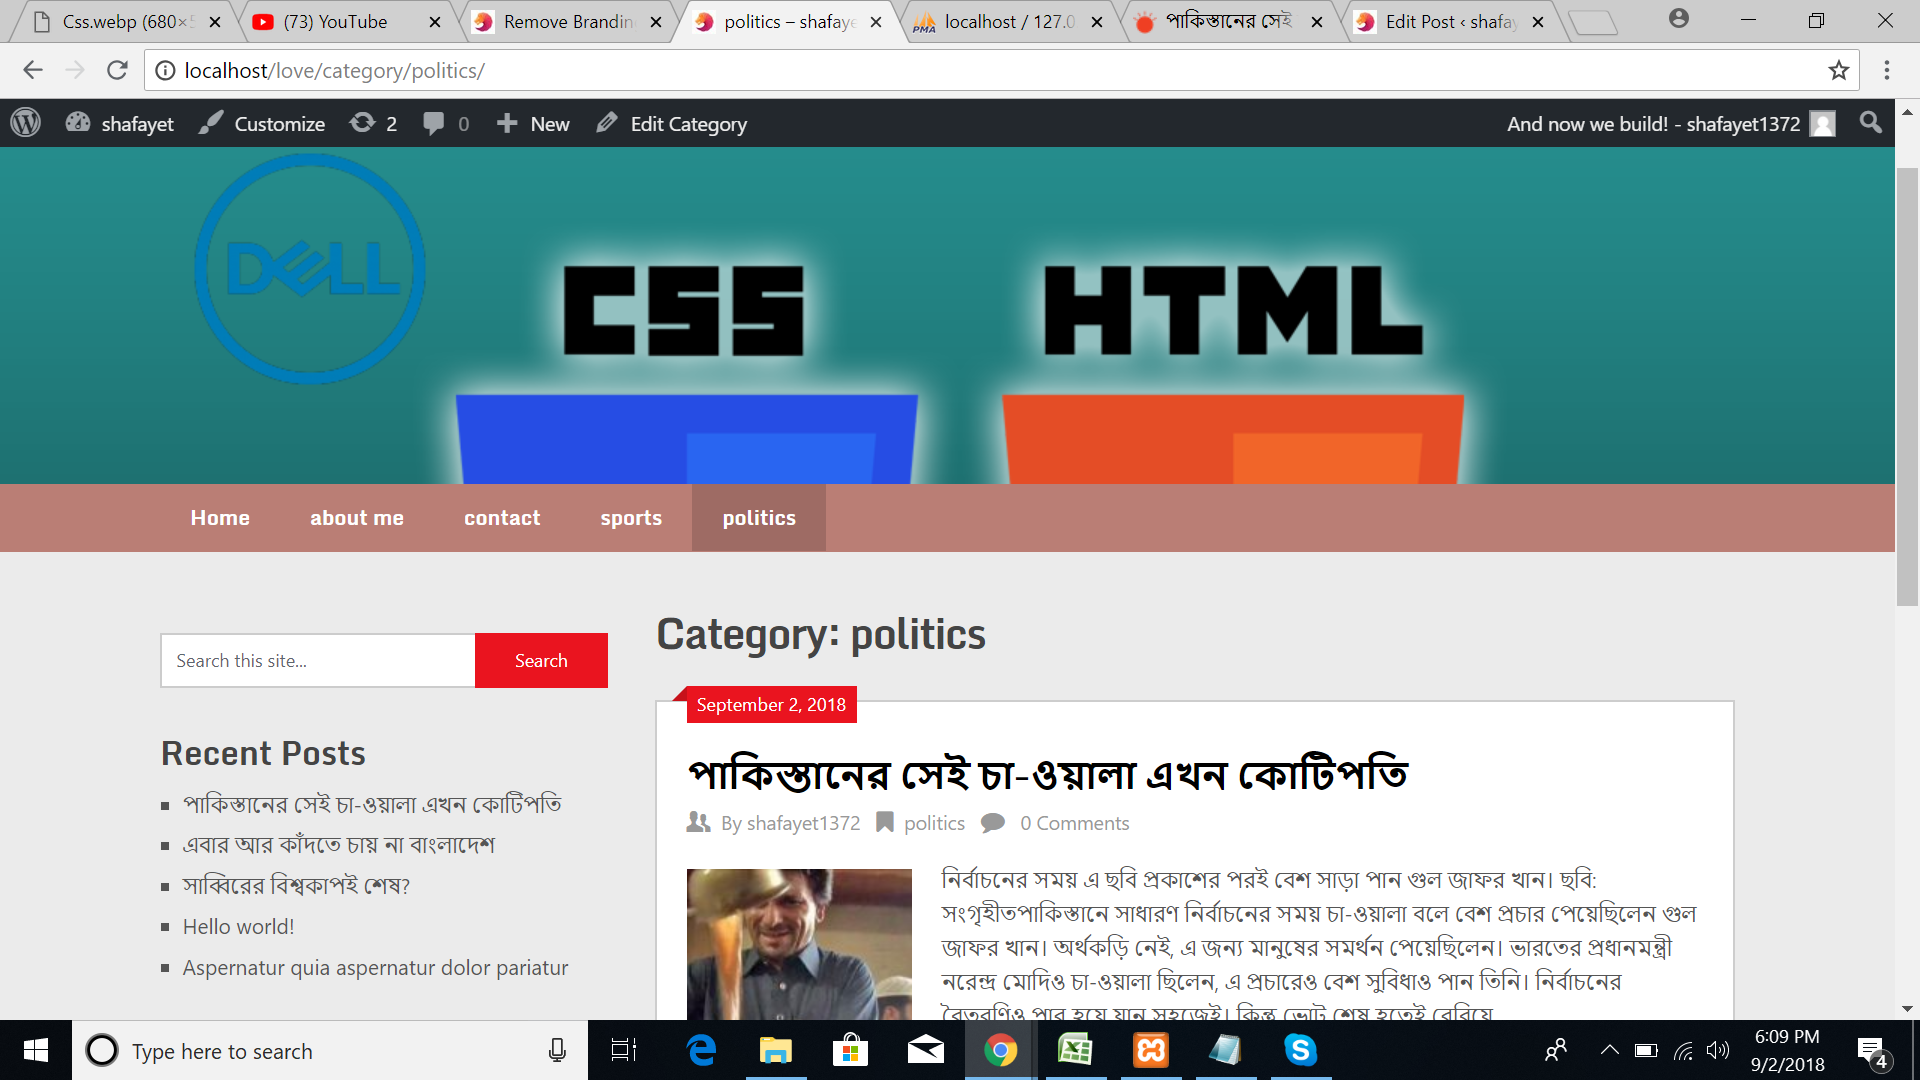 Css.webp (680×5
(73) YouTube
Remove Brandin
politics – shafaye
localhost / 127.0
পাকিস্তানের সেই
Edit Post ‹ shafay
localhost/love/category/politics/
shafayet
Customize
2
0
New
Edit Category
And now we build! - shafayet1372
DELL
CSS
HTML
Home
about me
contact
sports
politics
Category: politics
Search this site...
Search
Recent Posts
পাকিস্তানের সেই চা-ওয়ালা এখন কোটিপতি
এবার আর কাঁদতে চায় না বাংলাদেশ
সাব্বিরের বিশ্বকাপই শেষ?
Hello world!
Aspernatur quia aspernatur dolor pariatur
September 2, 2018
পাকিস্তানের সেই চা-ওয়ালা এখন কোটিপতি
By shafayet1372
politics
0 Comments
নির্বাচনের সময় এ ছবি প্রকাশের পরই বেশ সাড়া পান গুল জাফর খান। ছবি:
সংগৃহীতপাকিস্তানে সাধারণ নির্বাচনের সময় চা-ওয়ালা বলে বেশ প্রচার পেয়েছিলেন গুল
জাফর খান। অর্থকড়ি নেই, এ জন্য মানুষের সমর্থন পেয়েছিলেন। ভারতের প্রধানমন্ত্রী
নরেন্দ্র মোদিও চা-ওয়ালা ছিলেন, এ প্রচারেও বেশ সুবিধাও পান তিনি। নির্বাচনের
বৈতরণিও পার হয়ে যান সহজেই। কিন্তু ভোট শেষ হতেই বেরিয়ে
Type here to search
6:09 PM
9/2/2018
4